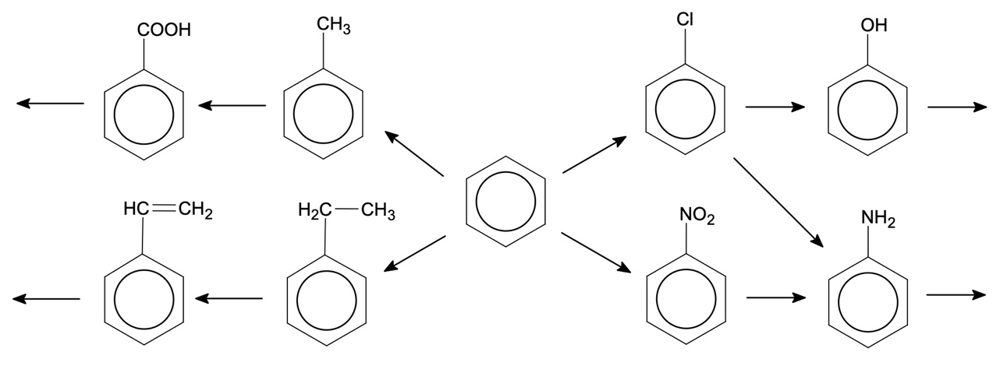 COOH
CH3
Cl
OH
HC=CH2
H2C—CH3
NO2
NH2